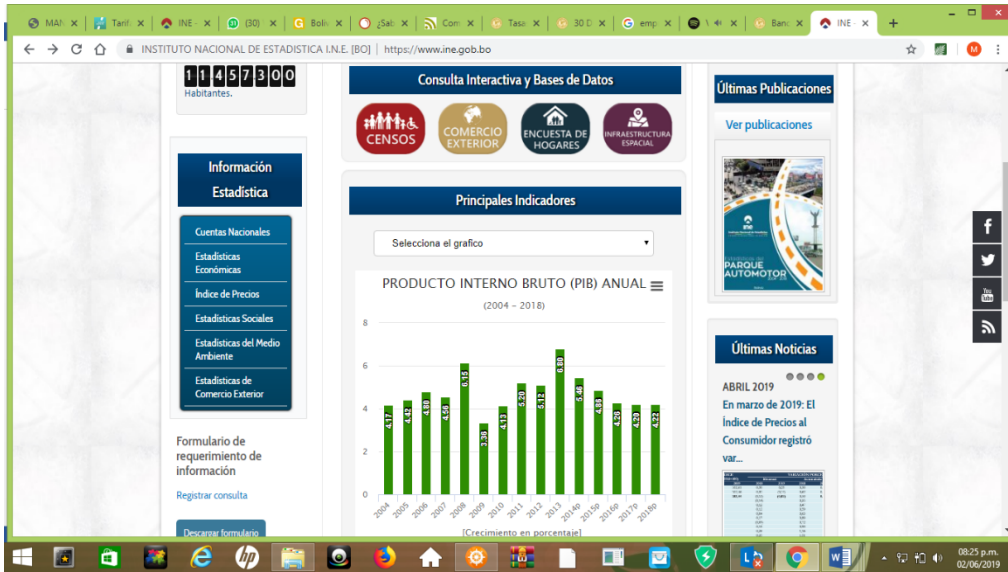 MAN
Tarif
INE -
(30)
G Boliv
¿Sab
Com
Tasa
30 D
G emp
Banc
INE -
INSTITUTO NACIONAL DE ESTADISTICA I.N.E. [BO] | https://www.ine.gob.bo
M
11.457.300
Habitantes.
Información
Estadística
Cuentas Nacionales
Estadísticas
Económicas
Índice de Precios
Estadísticas Sociales
Estadísticas del Medio
Ambiente
Estadísticas de
Comercio Exterior
Formulario de
requerimiento de
información
Registrar consulta
Descargar formulario
Consulta Interactiva y Bases de Datos
CENSOS
COMERCIO
EXTERIOR
ENCUESTA DE
HOGARES
INFRAESTRUCTURA
ESPACIAL
Principales Indicadores
Selecciona el grafico
PRODUCTO INTERNO BRUTO (PIB) ANUAL
(2004 - 2018)
8
6
4
2
0
4.17
4.42
4.80
4.56
6.15
3.36
4.13
5.20
5.12
6.80
5.46
4.86
4.26
4.20
4.22
2004
2005
2006
2007
2008
2009
2010
2011
2012
2013
2014p
2015p
2016p
2017p
2018p
[Crecimiento en porcentaje]
Últimas Publicaciones
Ver publicaciones
ine
PARQUE
AUTOMOTOR
Últimas Noticias
ABRIL 2019
En marzo de 2019: El
Índice de Precios al
Consumidor registró
var...
f
You
Tube
hp
08:25 p.m.
02/06/2019